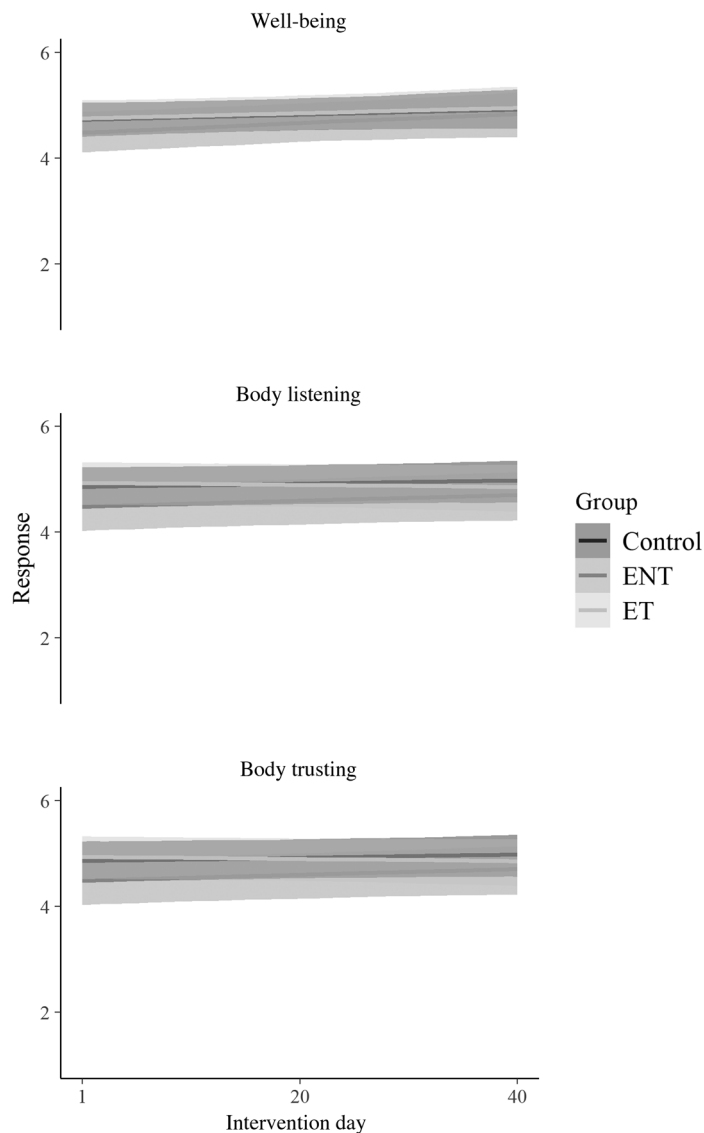 Well-being
6
4
2
Body listening
6
4
2
Response
Group
Control
ENT
ET
Body trusting
6
4
2
1 20 40
Intervention day